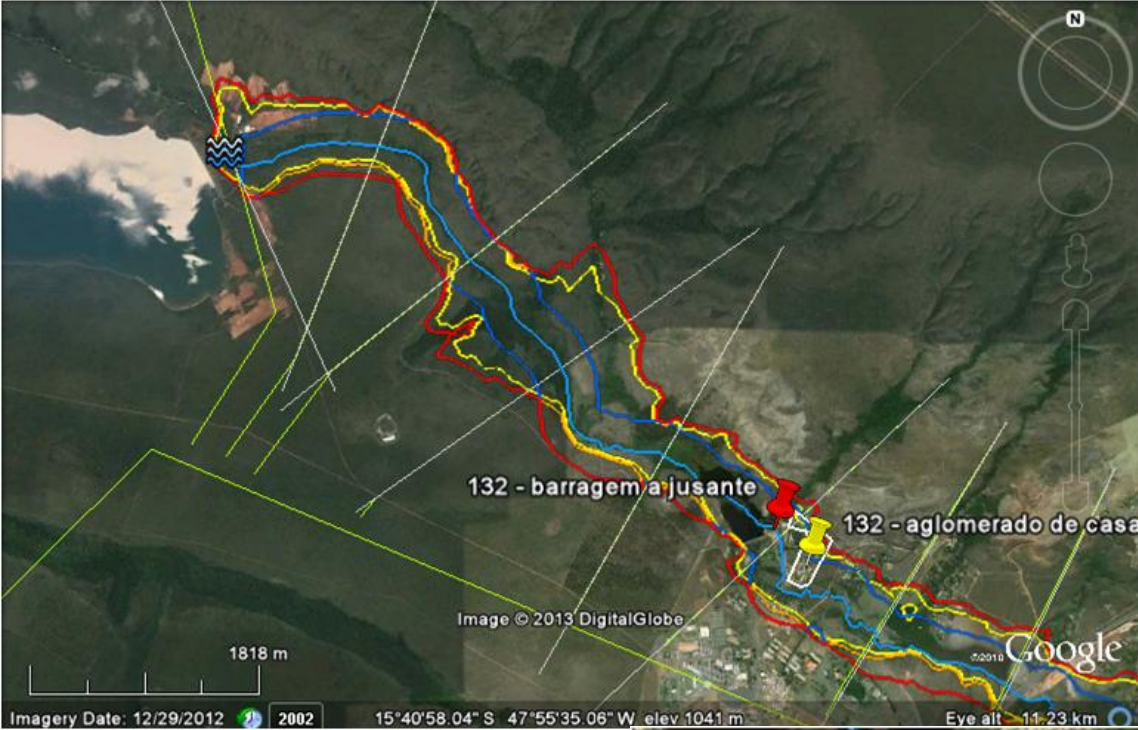 N
132 - barragem a jusante
132 - aglomerado de casa
Image © 2013 DigitalGlobe
1818 m
©2010 Google
Imagery Date: 12/29/2012 2002 15°40'58.04" S 47°55'35.06" W elev 1041 m Eye alt 11.23 km